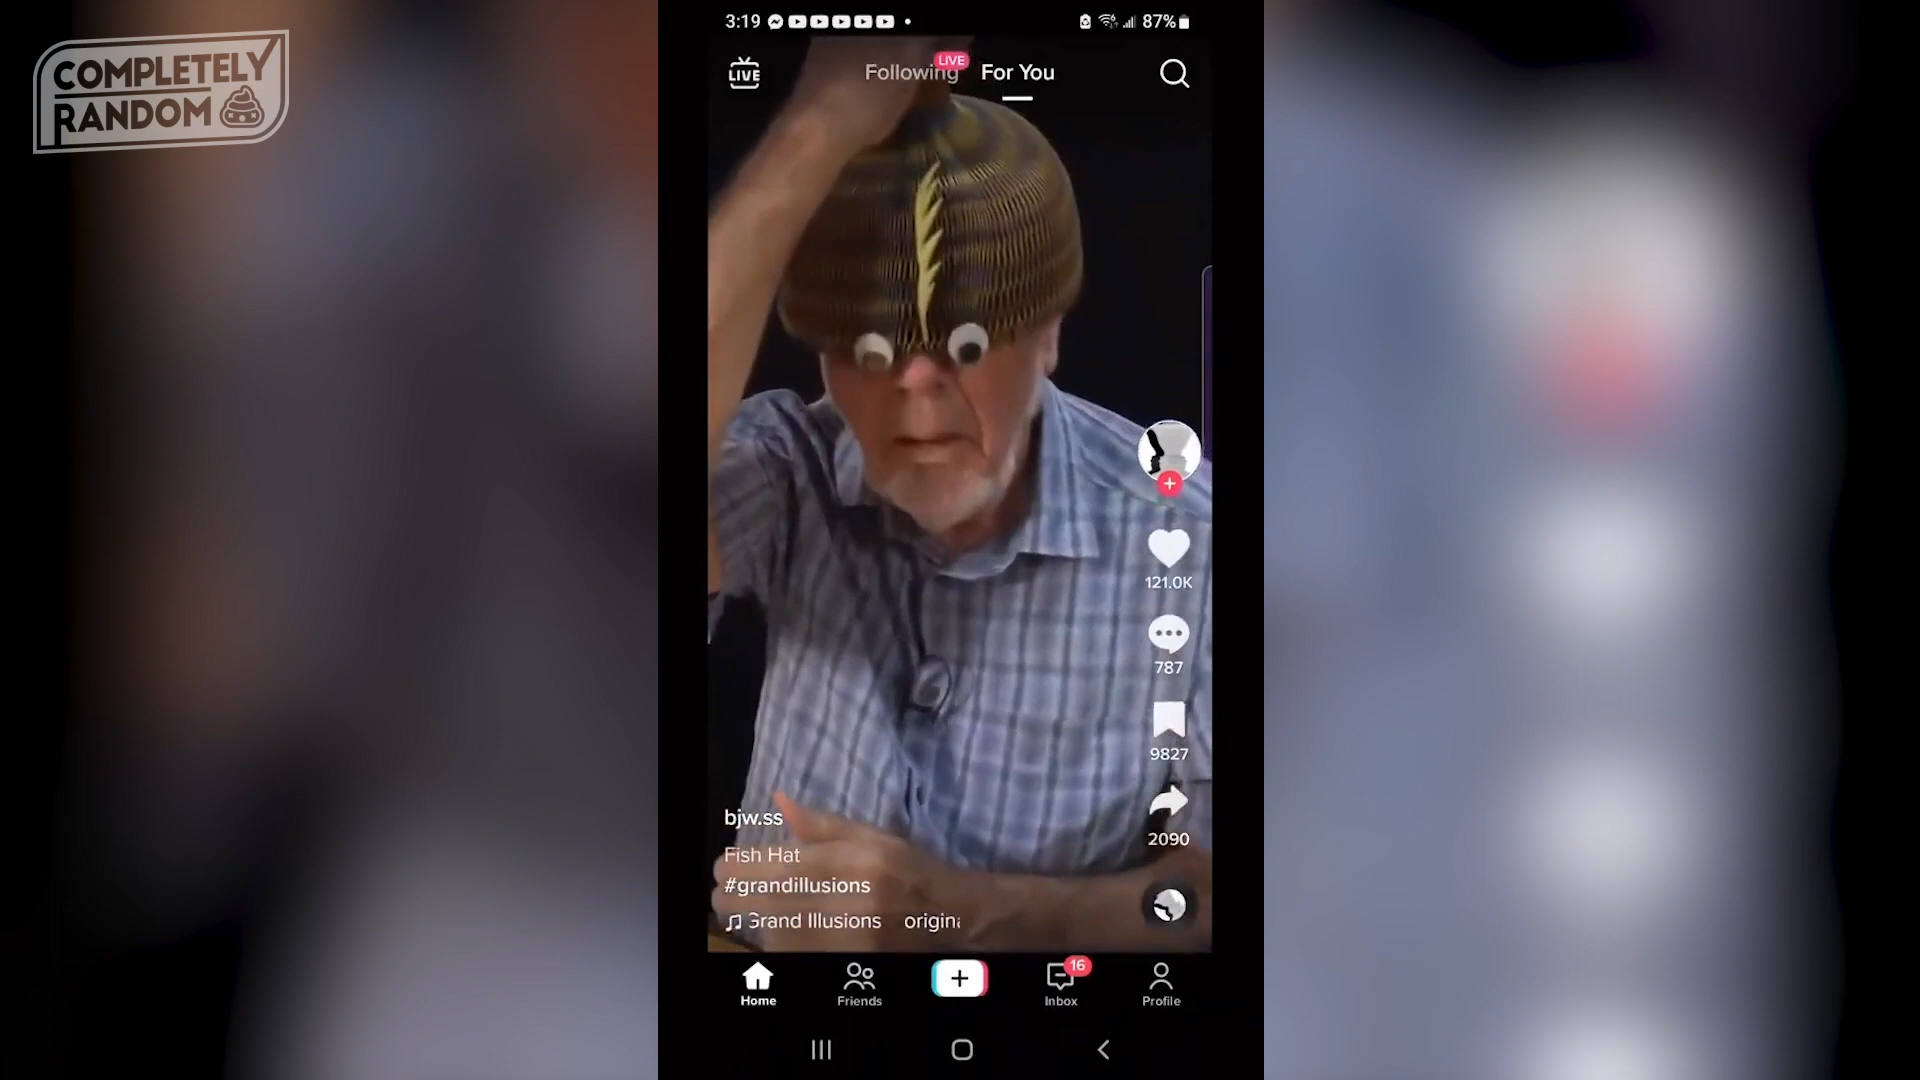 COMPLETELY
RANDOM
3:19
87%
LIVE
Following
LIVE
For You
121.0K
787
9827
2090
bjw.ss
Fish Hat
#grandillusions
Grand Illusions origina
Home
Friends
16
Inbox
Profile